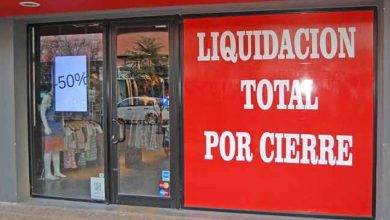 -50%
LIQUIDACION
TOTAL
POR CIERRE